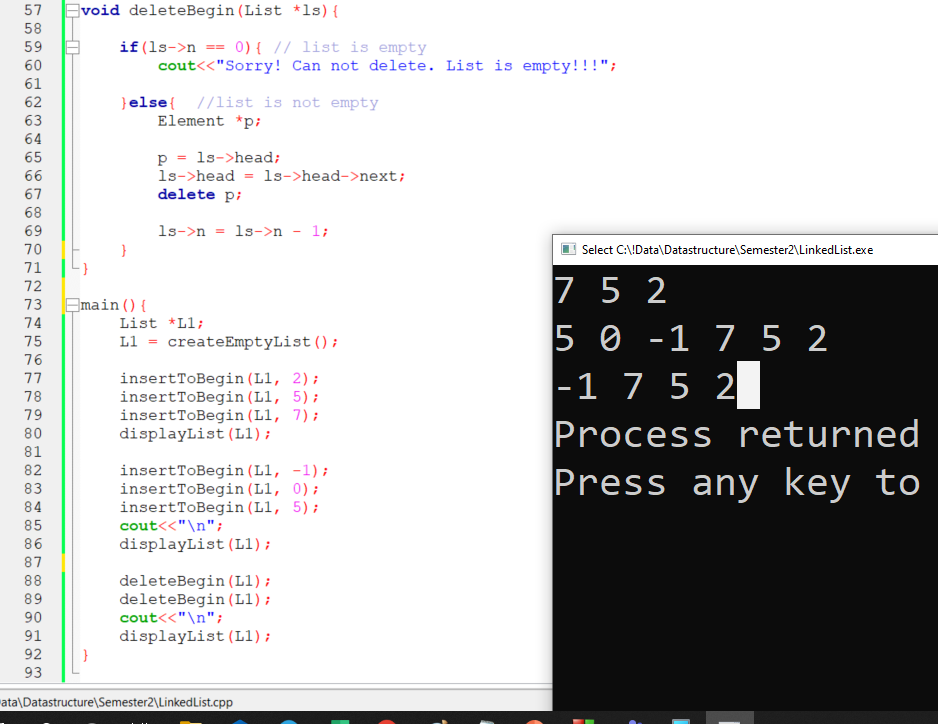 57 void deleteBegin(List *ls){
58
59 if(ls->n == 0){ // list is empty
60 cout<<"Sorry! Can not delete. List is empty!!!";
61
62 }else{  //list is not empty
63 Element *p;
64
65 p = ls->head;
66 ls->head = ls->head->next;
67 delete p;
68
69 ls->n = ls->n - 1;
70 }
71 }
72
73 main(){
74 List *L1;
75 L1 = createEmptyList();
76
77 insertToBegin(L1, 2);
78 insertToBegin(L1, 5);
79 insertToBegin(L1, 7);
80 displayList(L1);
81
82 insertToBegin(L1, -1);
83 insertToBegin(L1, 0);
84 insertToBegin(L1, 5);
85 cout<<"\n";
86 displayList(L1);
87
88 deleteBegin(L1);
89 deleteBegin(L1);
90 cout<<"\n";
91 displayList(L1);
92 }
93
ata\Datastructure\Semester2\LinkedList.cpp
Select C:\!Data\Datastructure\Semester2\LinkedList.exe
7 5 2
5 0 -1 7 5 2
-1 7 5 2
Process returned
Press any key to